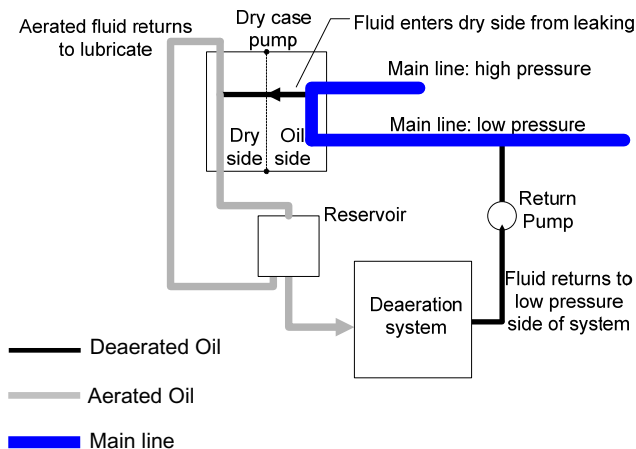 Aerated fluid returns
to lubricate
Dry case
pump
Fluid enters dry side from leaking
Main line: high pressure
Main line: low pressure
Dry
side
Oil
side
Reservoir
Return
Pump
Deaeration
system
Fluid returns to
low pressure
side of system
Deaerated Oil
Aerated Oil
Main line